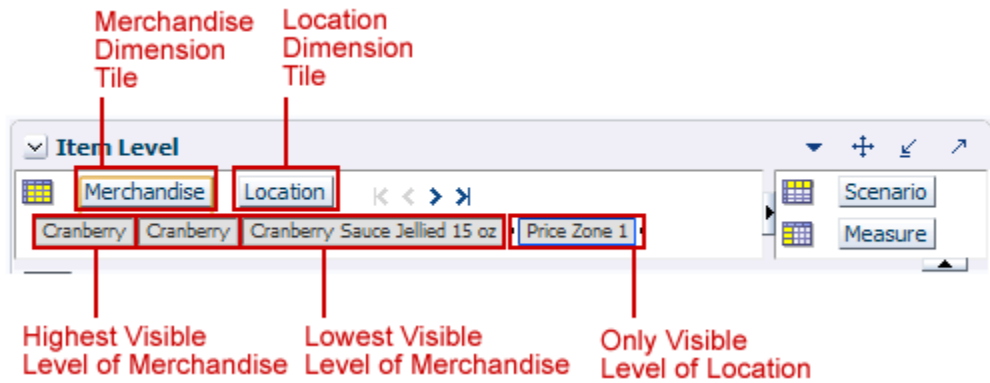 Merchandise Dimension Tile
Location Dimension Tile
Item Level
Merchandise Location Scenario
Cranberry Cranberry Cranberry Sauce Jellied 15 oz Price Zone 1 Measure
Highest Visible Level of Merchandise
Lowest Visible Level of Merchandise
Only Visible Level of Location